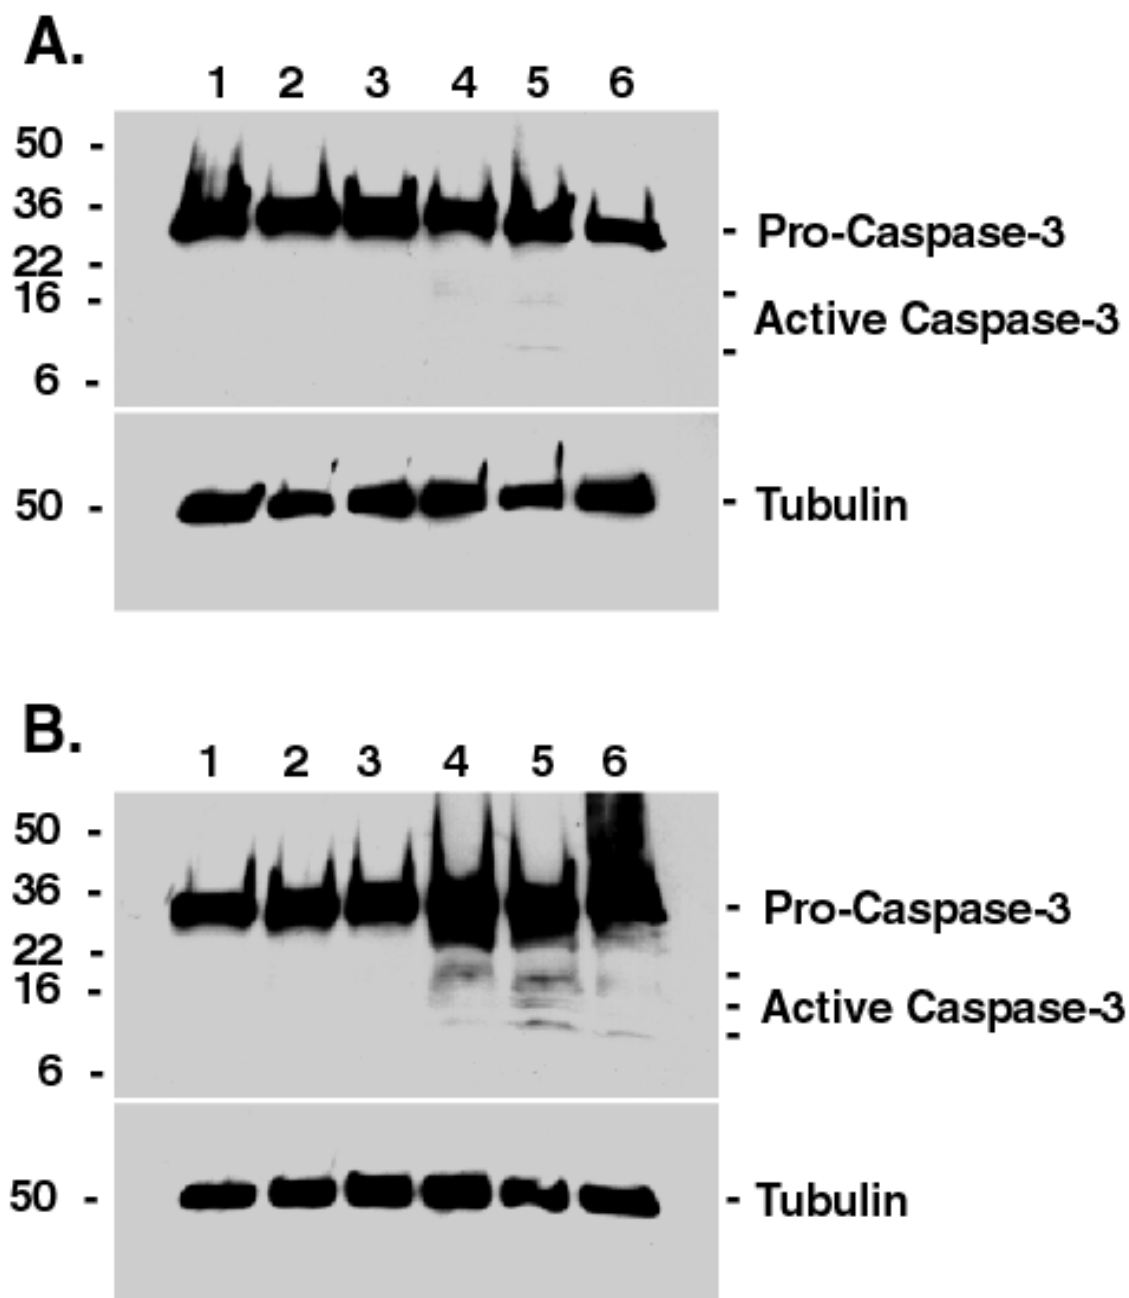 A.
1 2 3 4 5 6
50 -
36 -
- Pro-Caspase-3
22 -
16 -
-
Active Caspase-3
-
6 -
50 -
- Tubulin
B.
1 2 3 4 5 6
50 -
36 -
- Pro-Caspase-3
22 -
-
16 -
- Active Caspase-3
-
6 -
50 -
- Tubulin